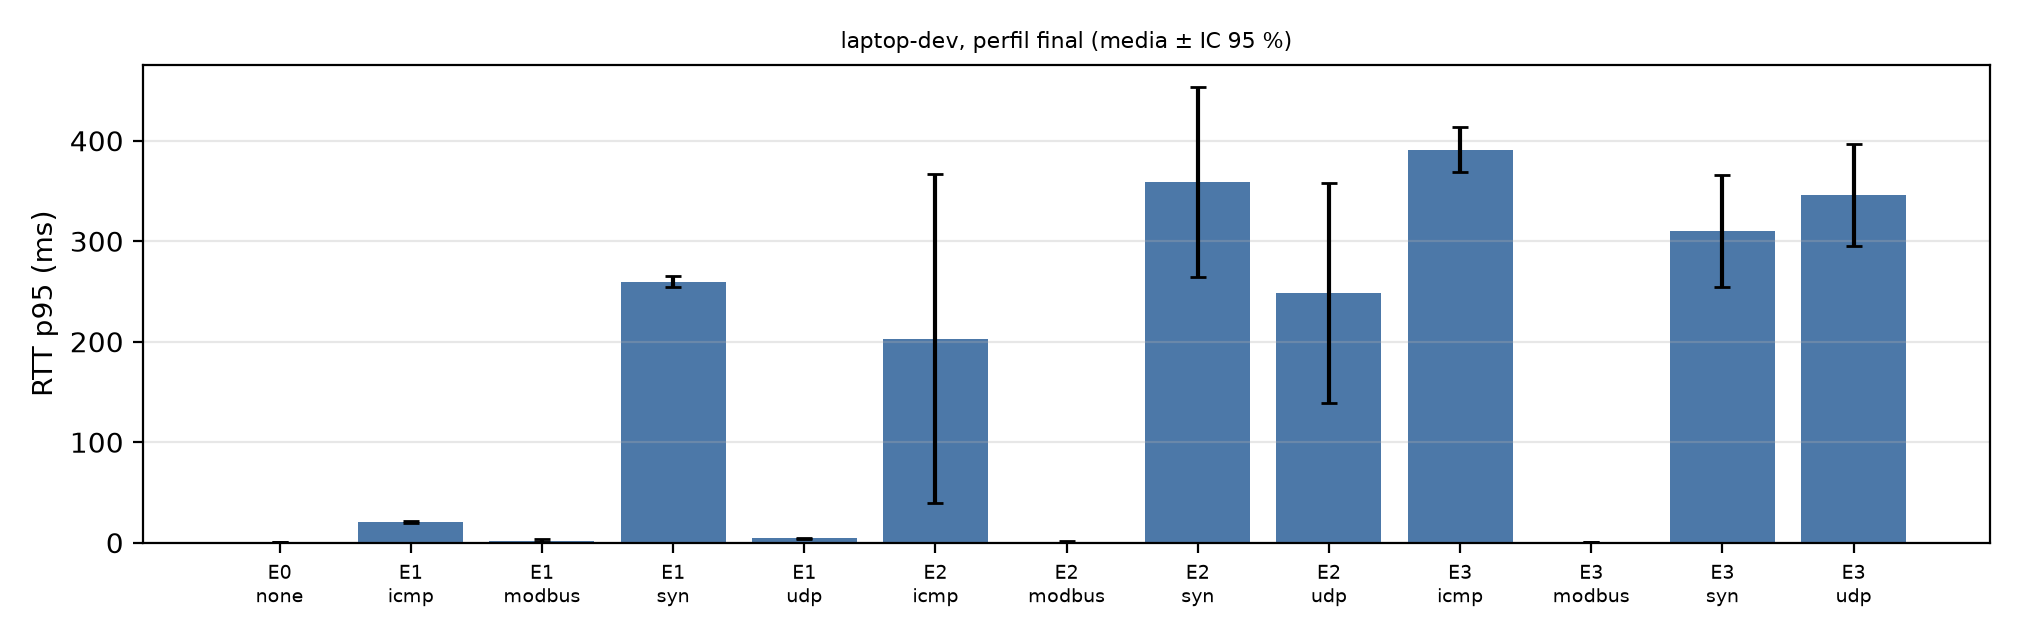 laptop-dev, perfil final (media ± IC 95 %)
RTT p95 (ms)
400
300
200
100
0
E0 none
E1 icmp
E1 modbus
E1 syn
E1 udp
E2 icmp
E2 modbus
E2 syn
E2 udp
E3 icmp
E3 modbus
E3 syn
E3 udp